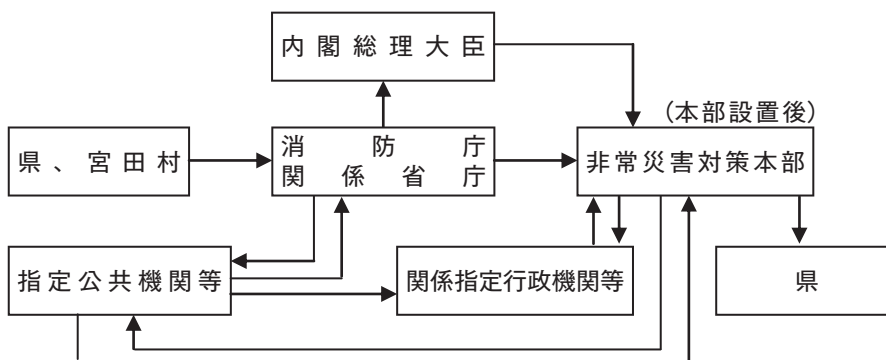 内閣総理大臣
(本部設置後)
県、宮田村
消防庁
関係省庁
非常災害対策本部
指定公共機関等
関係指定行政機関等
県